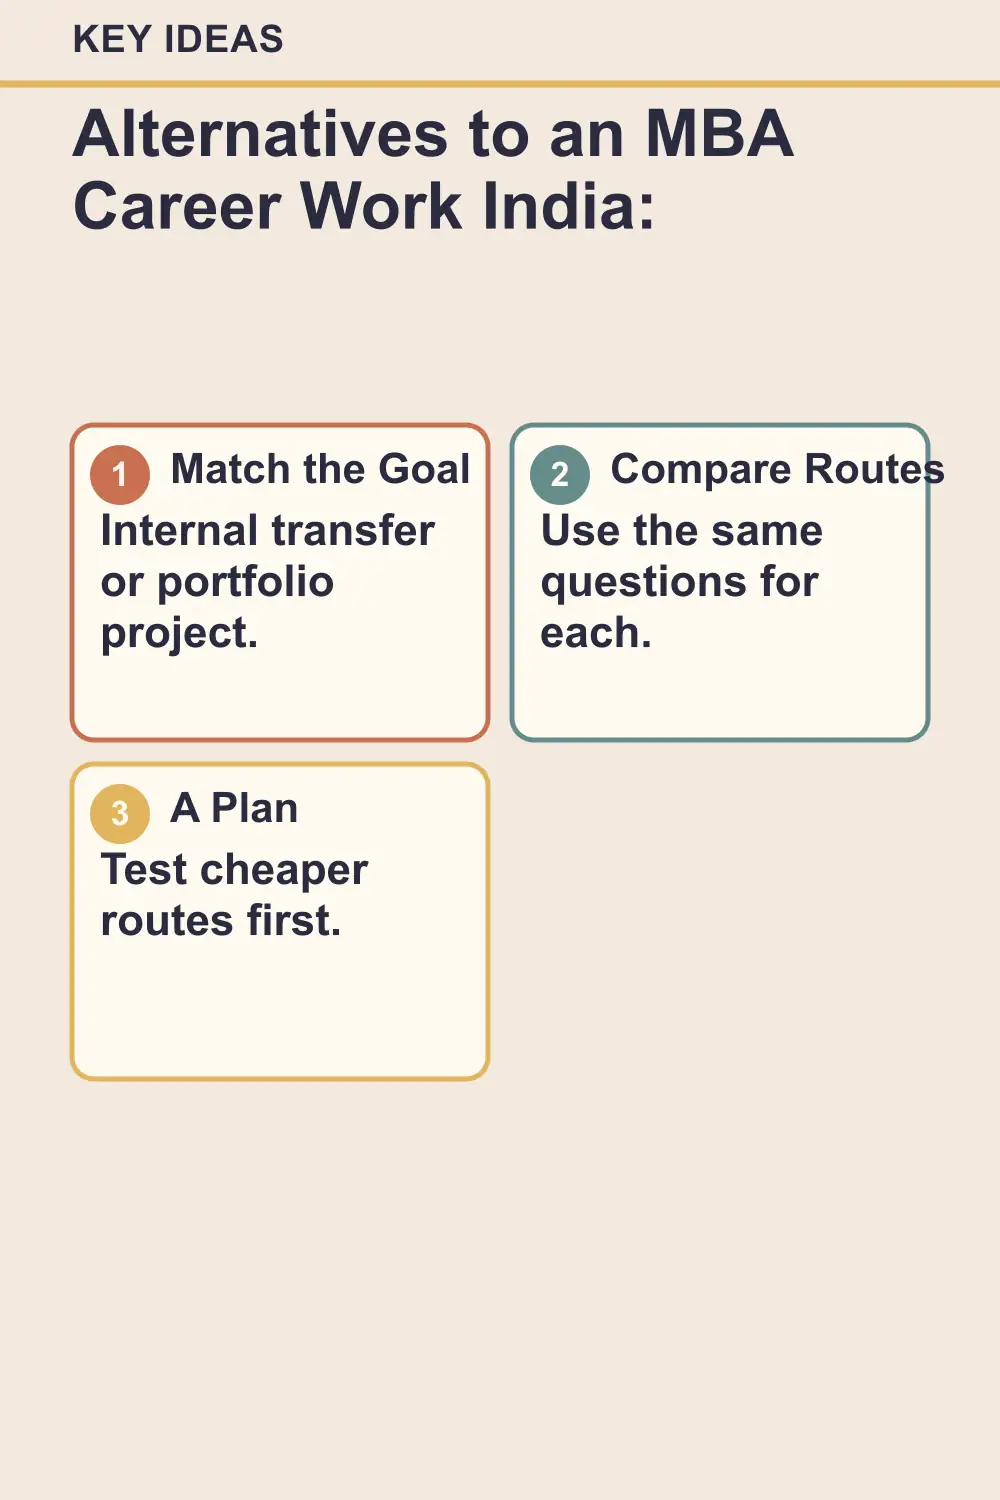 KEY IDEAS
Alternatives to an MBA
Career Work India:
1 Match the Goal
Internal transfer
or portfolio
project.
2 Compare Routes
Use the same
questions for
each.
3 A Plan
Test cheaper
routes first.